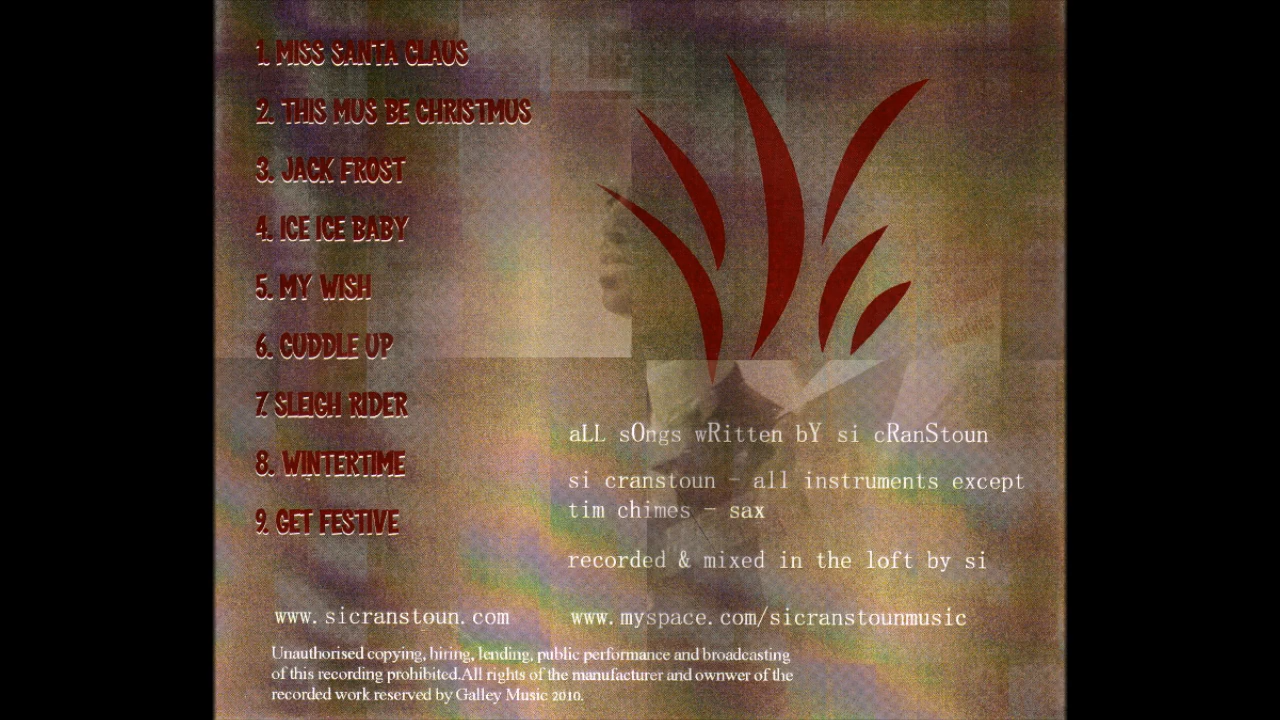 1. MISS SANTA CLAUS
2. THIS MUS BE CHRISTMUS
3. JACK FROST
4. ICE ICE BABY
5. MY WISH
6. CUDDLE UP
7. SLEIGH RIDER
8. WINTERTIME
9. GET FESTIVE
aLL sOngs wRitten bY si cRanStoun
si cranstoun - all instruments except
tim chimes - sax
recorded & mixed in the loft by si
www.sicranstoun.com
www.myspace.com/sicranstounmusic
Unauthorised copying, hiring, lending, public performance and broadcasting
of this recording prohibited.All rights of the manufacturer and ownwer of the
recorded work reserved by Galley Music 2010.